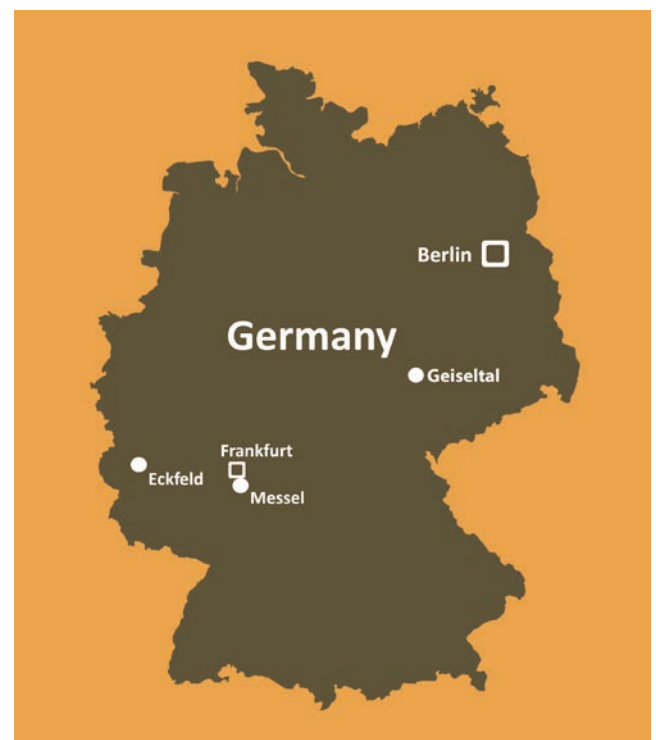 Berlin
Germany
Geiseltal
Frankfurt
Eckfeld
Messel